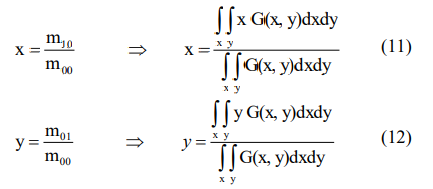 x = m₁₀ / m₀₀ ⇒ x = ∫∫ₓ ᵧ x G(x, y)dxdy / ∫∫ₓ ᵧ G(x, y)dxdy (11)
y = m₀₁ / m₀₀ ⇒ y = ∫∫ₓ ᵧ y G(x, y)dxdy / ∫∫ₓ ᵧ G(x, y)dxdy (12)